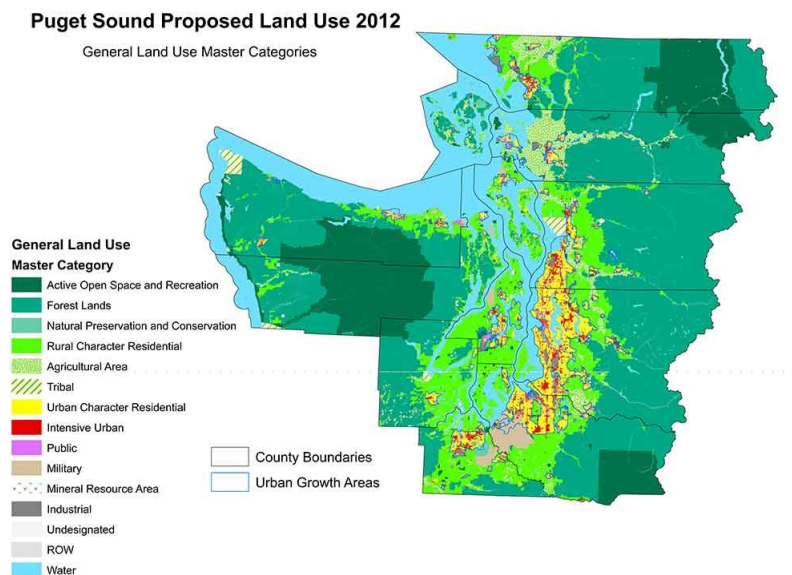 Puget Sound Proposed Land Use 2012
General Land Use Master Categories
General Land Use
Master Category
Active Open Space and Recreation
Forest Lands
Natural Preservation and Conservation
Rural Character Residential
Agricultural Area
Tribal
Urban Character Residential
Intensive Urban
Public
Military
Mineral Resource Area
Industrial
Undesignated
ROW
Water
County Boundaries
Urban Growth Areas